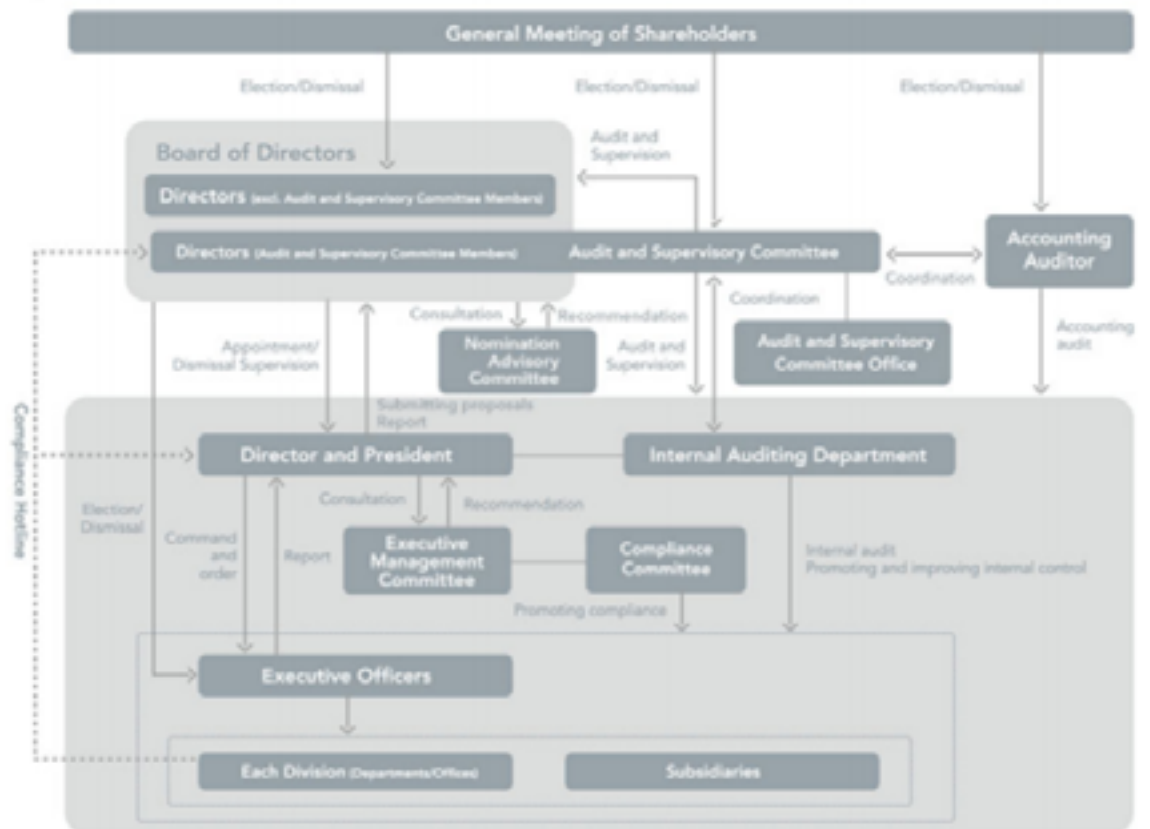 General Meeting of Shareholders
Election/Dismissal
Election/Dismissal
Election/Dismissal
Board of Directors
Audit and
Supervision
Directors (excl. Audit and Supervisory Committee Members)
Directors (Audit and Supervisory Committee Members)
Audit and Supervisory Committee
Accounting
Auditor
Coordination
Consultation
Recommendation
Coordination
Appointment/
Dismissal Supervision
Nomination
Advisory
Committee
Audit and
Supervision
Audit and Supervisory
Committee Office
Accounting
audit
Submitting proposals
Report
Compliance Hotline
Director and President
Internal Auditing Department
Election/
Dismissal
Consultation
Recommendation
Command
and
order
Report
Executive
Management
Committee
Compliance
Committee
Internal audit
Promoting and improving internal control
Promoting compliance
Executive Officers
Each Division (Departments/Offices)
Subsidiaries